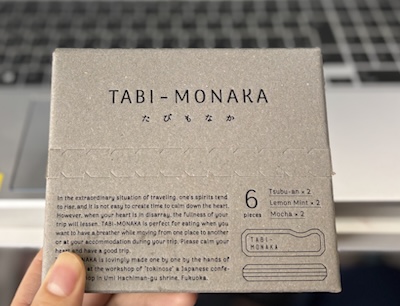 TABI-MONAKA
たびもなか
In the extraordinary situation of traveling, one's spirits tend
to rise, and it is not easy to create time to calm down the heart.
However, when your heart is in disarray, the fullness of your
trip will lessen. TABI-MONAKA is perfect for eating when you
want to have a breather while moving from one place to another
or at your accommodation during your trip. Please calm your
heart and have a good trip.
MONAKA is lovingly made one by one by the hands of
at the workshop of "tokinosu" a Japanese confe-
in Umi Hachiman-gu shrine, Fukuoka.
6
pieces
Tsubu-an × 2
Lemon Mint × 2
Mocha × 2
TABI-
MONAKA